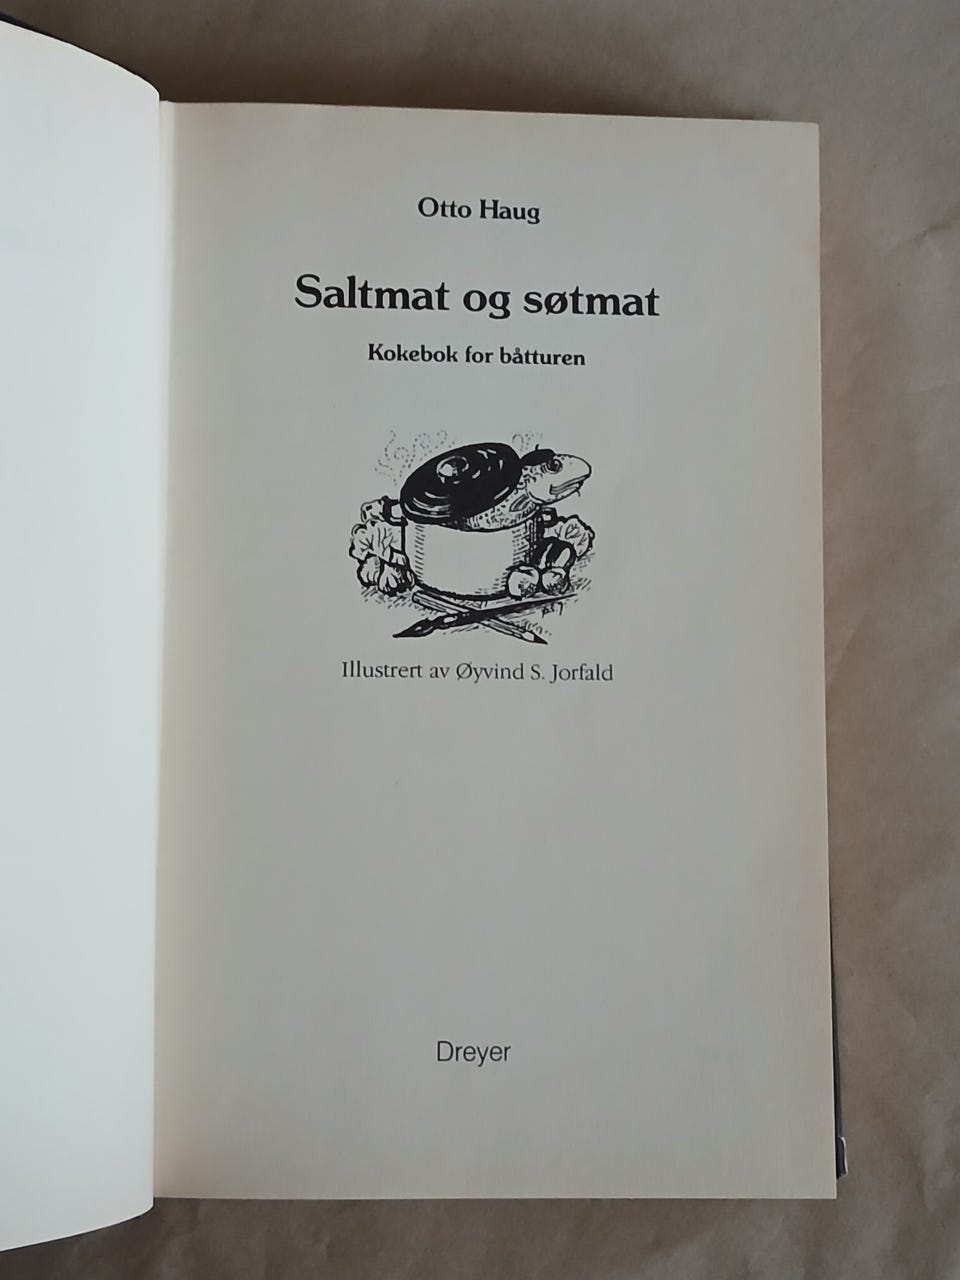 Otto Haug
Saltmat og søtmat
Kokebok for båtturen
Illustrert av Øyvind S. Jorfald
Dreyer